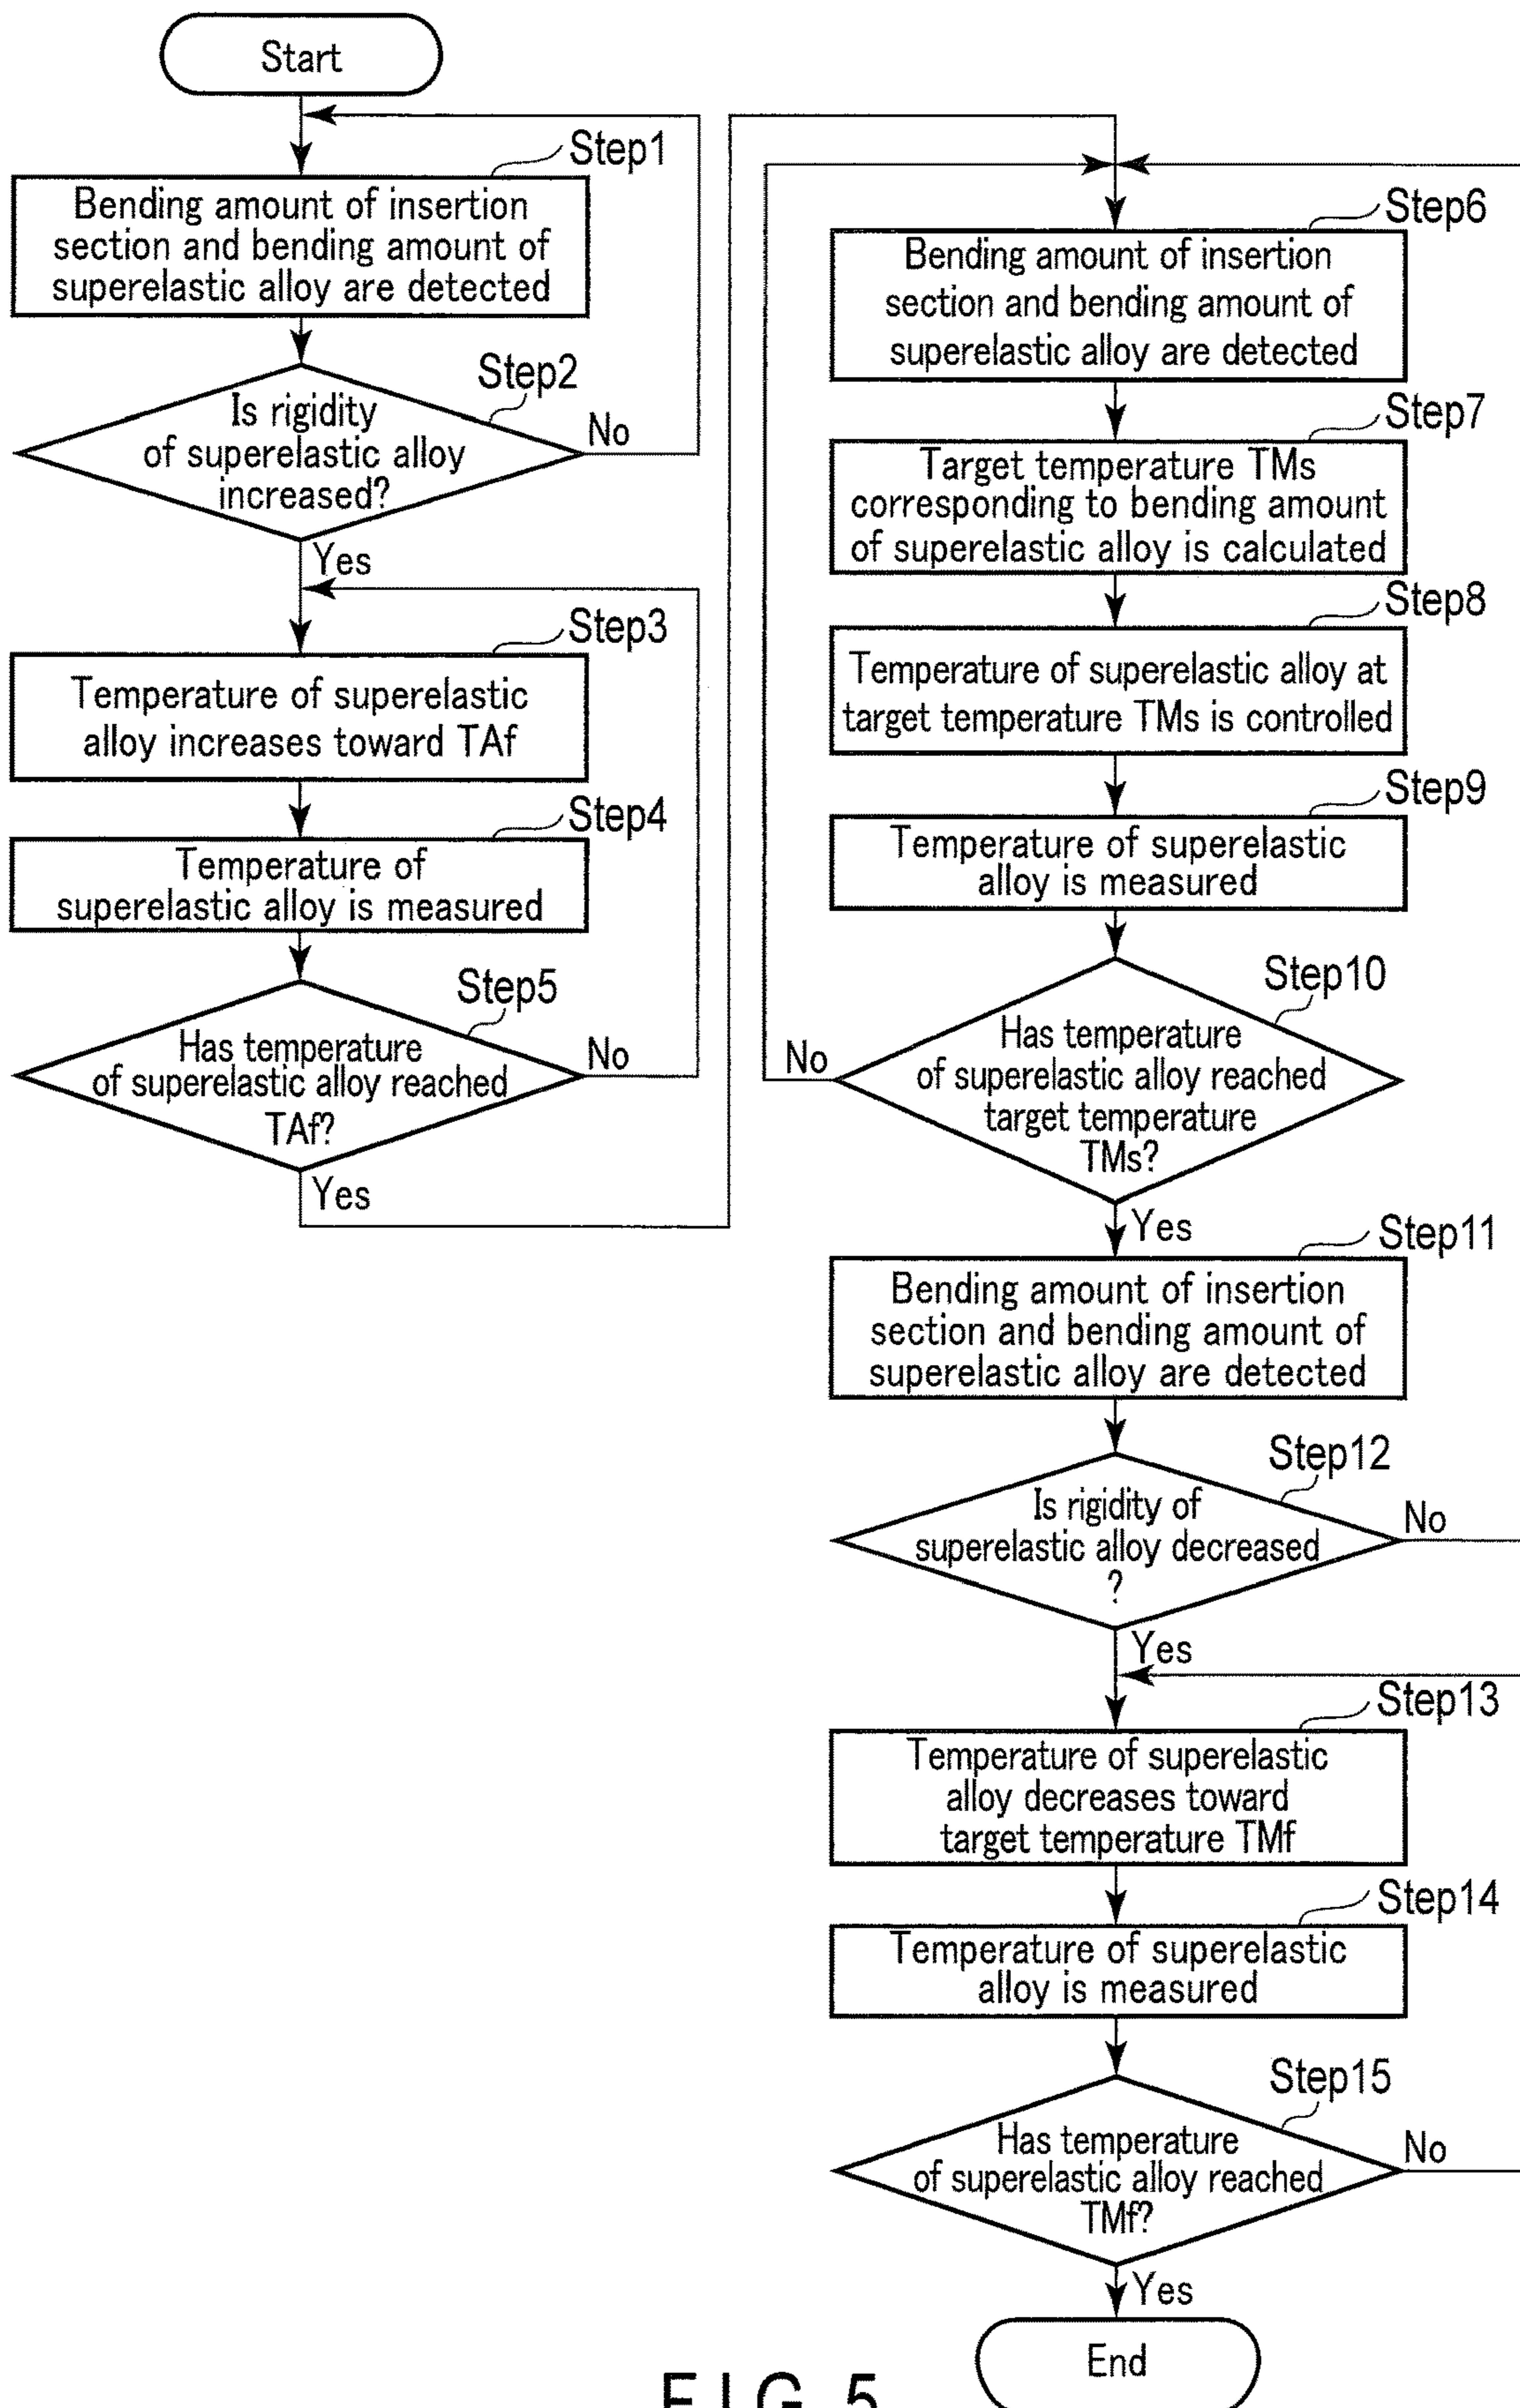 Start
Step1
Bending amount of insertion
section and bending amount of
superelastic alloy are detected
Step2
Is rigidity
of superelastic alloy
increased?
No
Yes
Step3
Temperature of superelastic
alloy increases toward TAf
Step4
Temperature of
superelastic alloy is measured
Step5
Has temperature
of superelastic alloy reached
TAf?
No
Yes
Step6
Bending amount of insertion
section and bending amount of
superelastic alloy are detected
Step7
Target temperature TMs
corresponding to bending amount
of superelastic alloy is calculated
Step8
Temperature of superelastic alloy at
target temperature TMs is controlled
Step9
Temperature of superelastic
alloy is measured
Step10
Has temperature
of superelastic alloy reached
target temperature
TMs?
No
Yes
Step11
Bending amount of insertion
section and bending amount of
superelastic alloy are detected
Step12
Is rigidity of
superelastic alloy decreased
?
No
Yes
Step13
Temperature of superelastic
alloy decreases toward
target temperature TMf
Step14
Temperature of superelastic
alloy is measured
Step15
Has temperature
of superelastic alloy reached
TMf?
No
Yes
End
FIG. 5